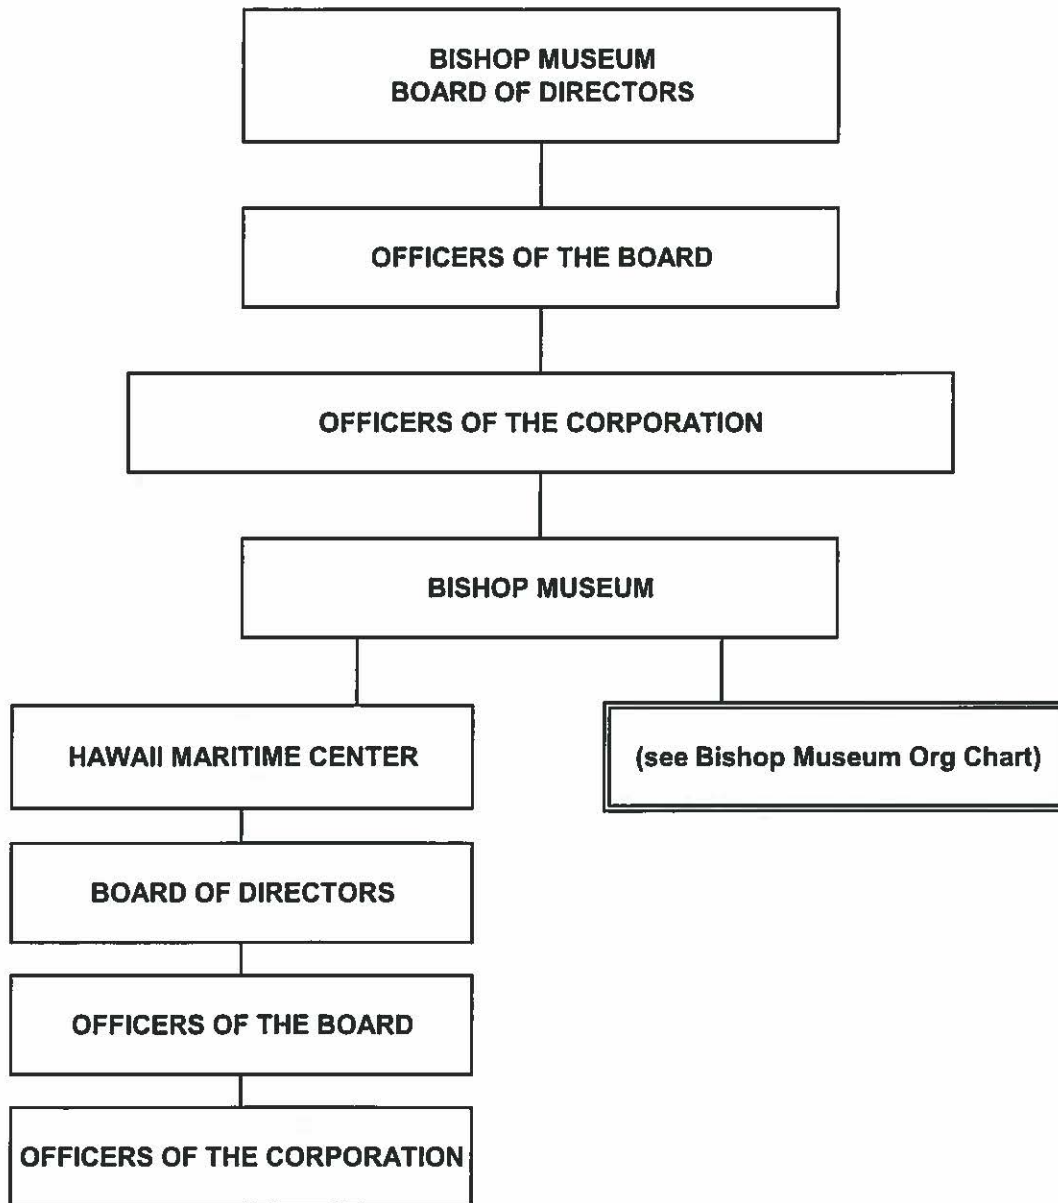 BISHOP MUSEUM
BOARD OF DIRECTORS
OFFICERS OF THE BOARD
OFFICERS OF THE CORPORATION
BISHOP MUSEUM
HAWAII MARITIME CENTER
(see Bishop Museum Org Chart)
BOARD OF DIRECTORS
OFFICERS OF THE BOARD
OFFICERS OF THE CORPORATION